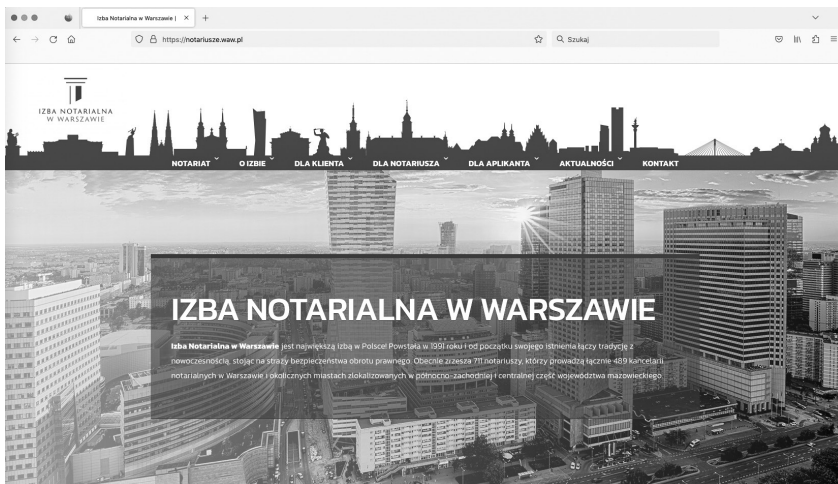 Izba Notarialna w Warszawie |
https://notariusze.waw.pl
Szukaj
IZBA NOTARIALNA
W WARSZAWIE
NOTARIAT O IZBIE DLA KLIENTA DLA NOTARIUSZA DLA APLIKANTA AKTUALNOŚCI KONTAKT
IZBA NOTARIALNA W WARSZAWIE
Izba Notarialna w Warszawie jest największą izbą w Polsce! Powstała w 1991 roku i od początku swojego istnienia łączy tradycję z
nowoczesnością, stojąc na straży bezpieczeństwa obrotu prawnego. Obecnie zrzesza 711 notariuszy, którzy prowadzą łącznie 489 kancelarii
notarialnych w Warszawie i okolicznych miastach zlokalizowanych w północno-zachodniej i centralnej część województwa mazowieckiego.